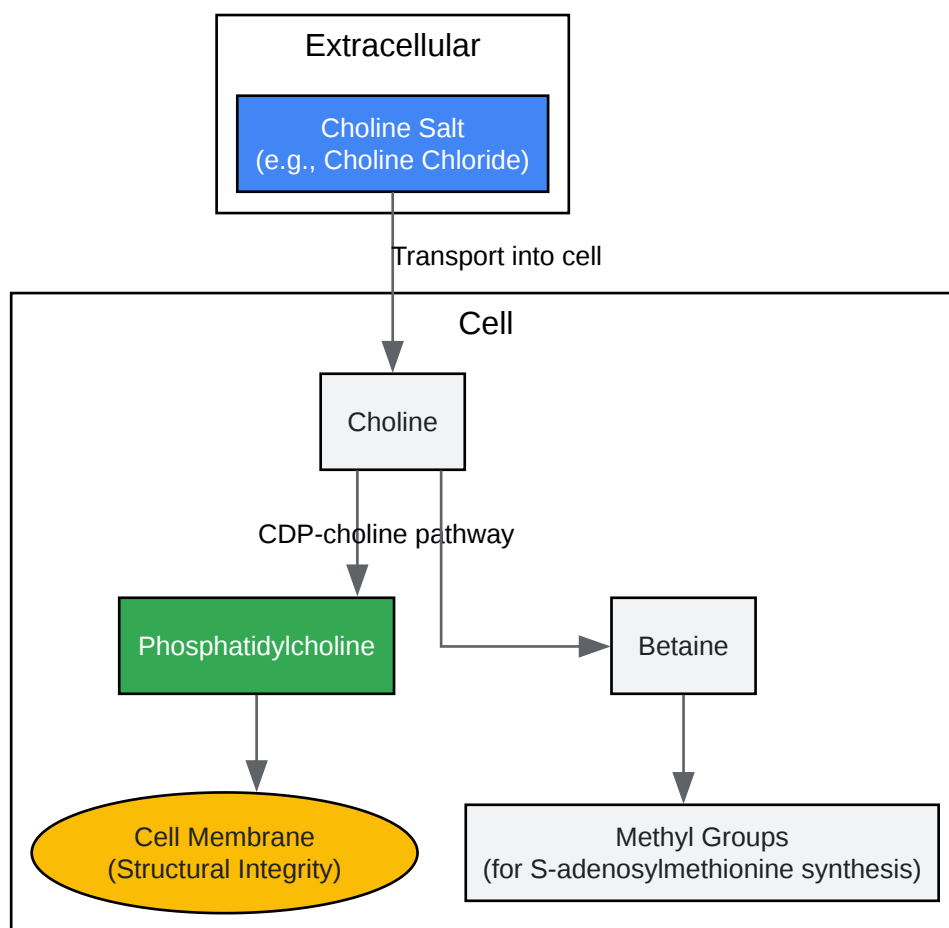 Extracellular
Choline Salt
(e.g., Choline Chloride)
Transport into cell
Cell
Choline
CDP-choline pathway
Phosphatidylcholine
Betaine
Cell Membrane
(Structural Integrity)
Methyl Groups
(for S-adenosylmethionine synthesis)